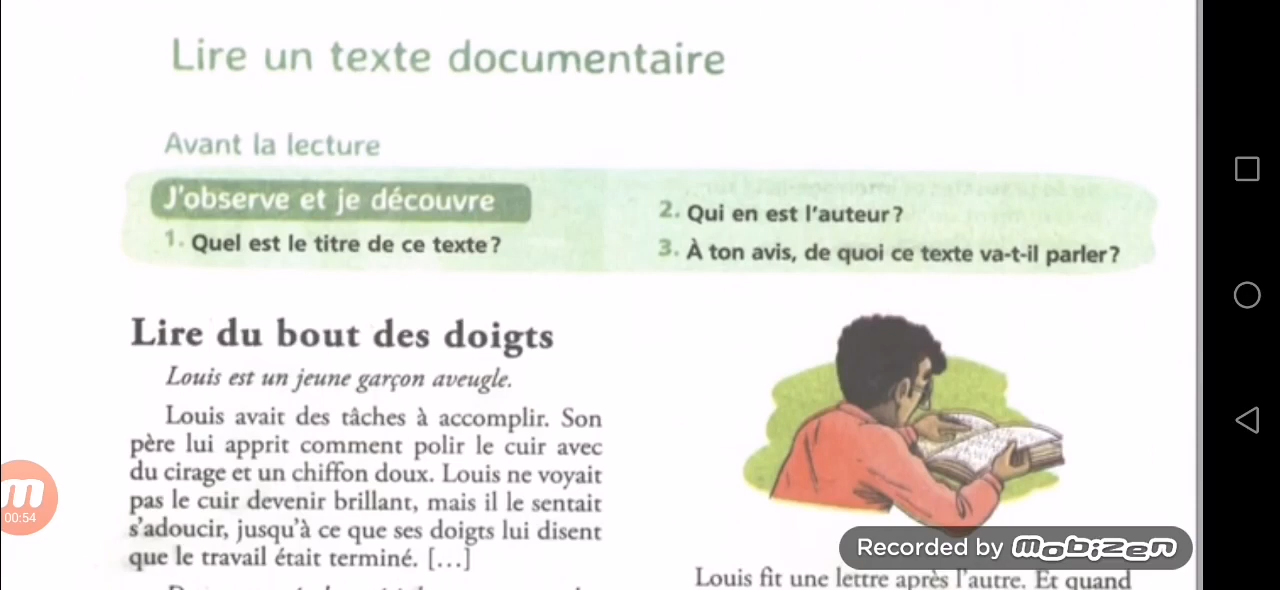 Lire un texte documentaire
Avant la lecture
J'observe et je découvre
1. Quel est le titre de ce texte ?
2. Qui en est l'auteur ?
3. À ton avis, de quoi ce texte va-t-il parler ?
Lire du bout des doigts
Louis est un jeune garçon aveugle.
Louis avait des tâches à accomplir. Son
père lui apprit comment polir le cuir avec
du cirage et un chiffon doux. Louis ne voyait
pas le cuir devenir brillant, mais il le sentait
s'adoucir, jusqu'à ce que ses doigts lui disent
que le travail était terminé. [...]
Louis fit une lettre après l'autre. Et quand
00:54
Recorded by mobizen